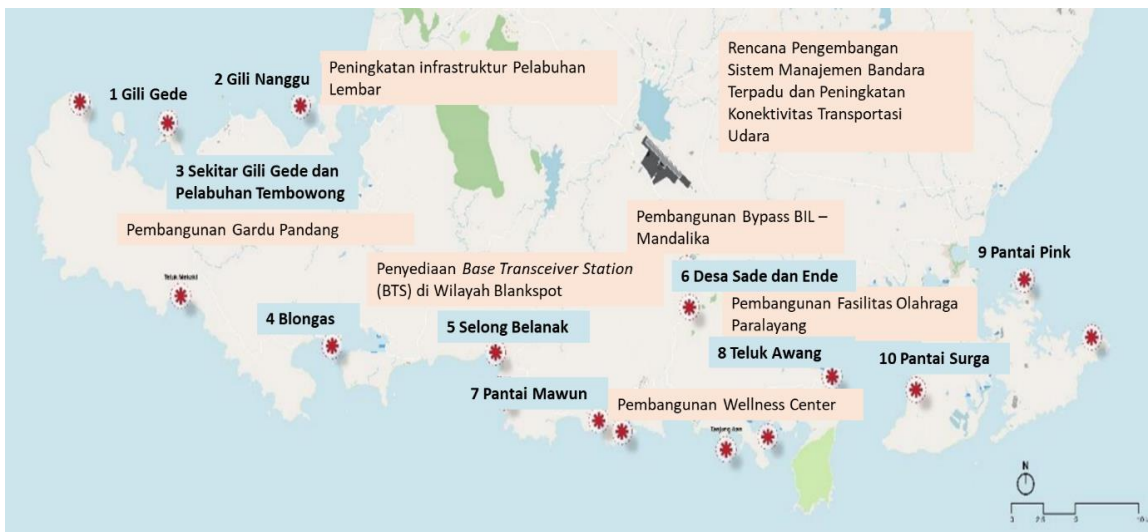 1 Gili Gede
2 Gili Nanggu
Peningkatan infrastruktur Pelabuhan
Lembar
Rencana Pengembangan
Sistem Manajemen Bandara
Terpadu dan Peningkatan
Konektivitas Transportasi
Udara
3 Sekitar Gili Gede dan
Pelabuhan Tembowong
Pembangunan Gardu Pandang
Pembangunan Bypass BIL –
Mandalika
Penyediaan Base Transceiver Station
(BTS) di Wilayah Blankspot
6 Desa Sade dan Ende
9 Pantai Pink
Pembangunan Fasilitas Olahraga
Paralayang
4 Blongas
5 Selong Belanak
8 Teluk Awang
10 Pantai Surga
7 Pantai Mawun
Pembangunan Wellness Center
N